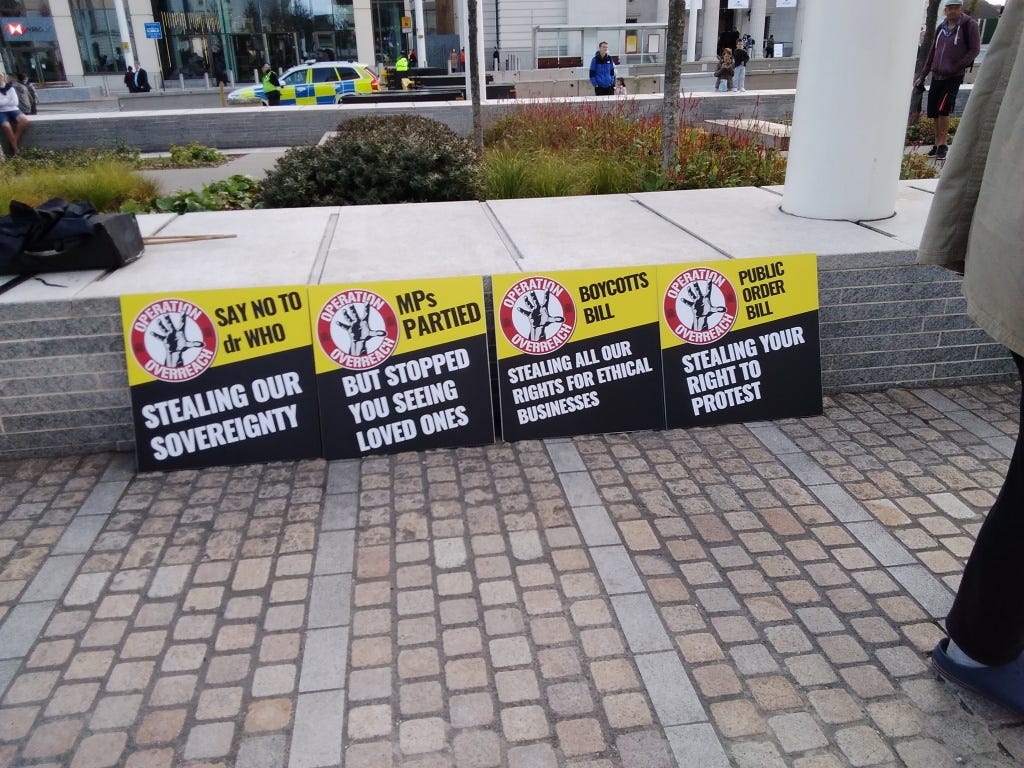 OPERATION
OVERREACH
SAY NO TO
dr WHO
STEALING OUR
SOVEREIGNTY
OPERATION
OVERREACH
MPs
PARTIED
BUT STOPPED
YOU SEEING
LOVED ONES
OPERATION
OVERREACH
BOYCOTTS
BILL
STEALING ALL OUR
RIGHTS FOR ETHICAL
BUSINESSES
OPERATION
OVERREACH
PUBLIC
ORDER
BILL
STEALING YOUR
RIGHT TO
PROTEST